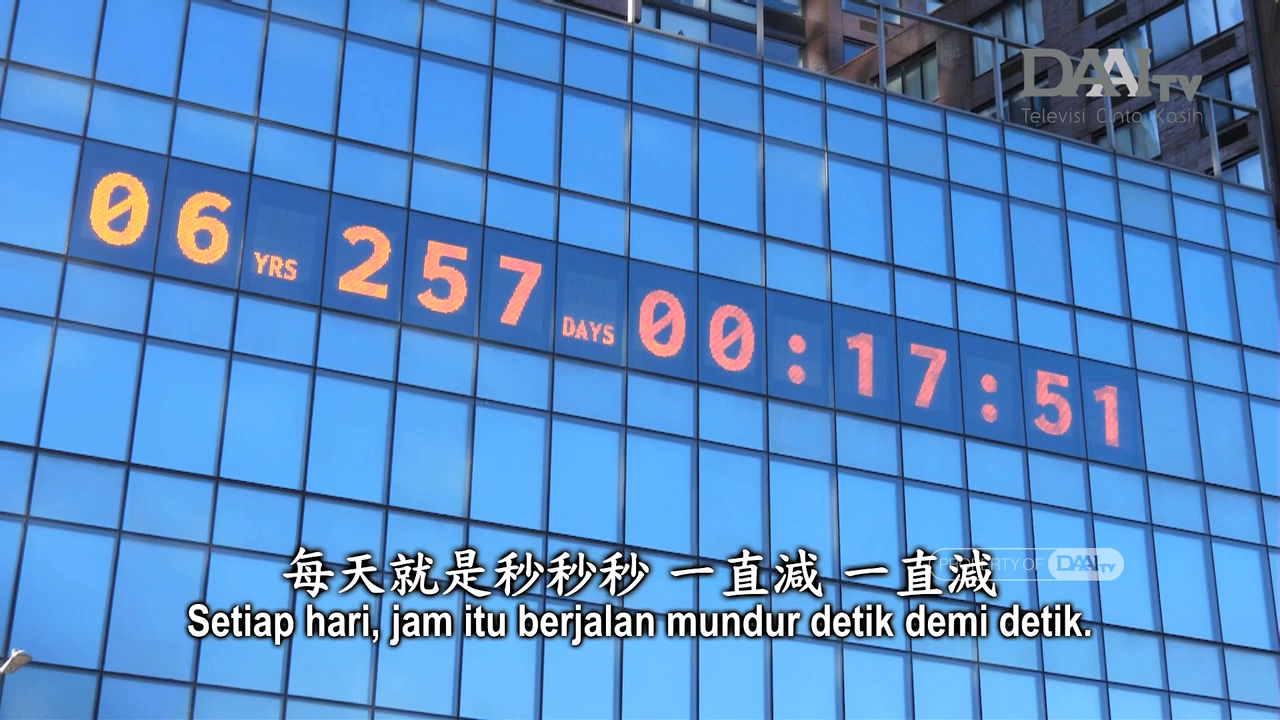 DAAI TV
Televisi Cinta Kasih
06 YRS 257 DAYS 00:17:51
每天就是秒秒秒 一直減 一直減
PROPERTY OF DAAI TV
Setiap hari, jam itu berjalan mundur detik demi detik.